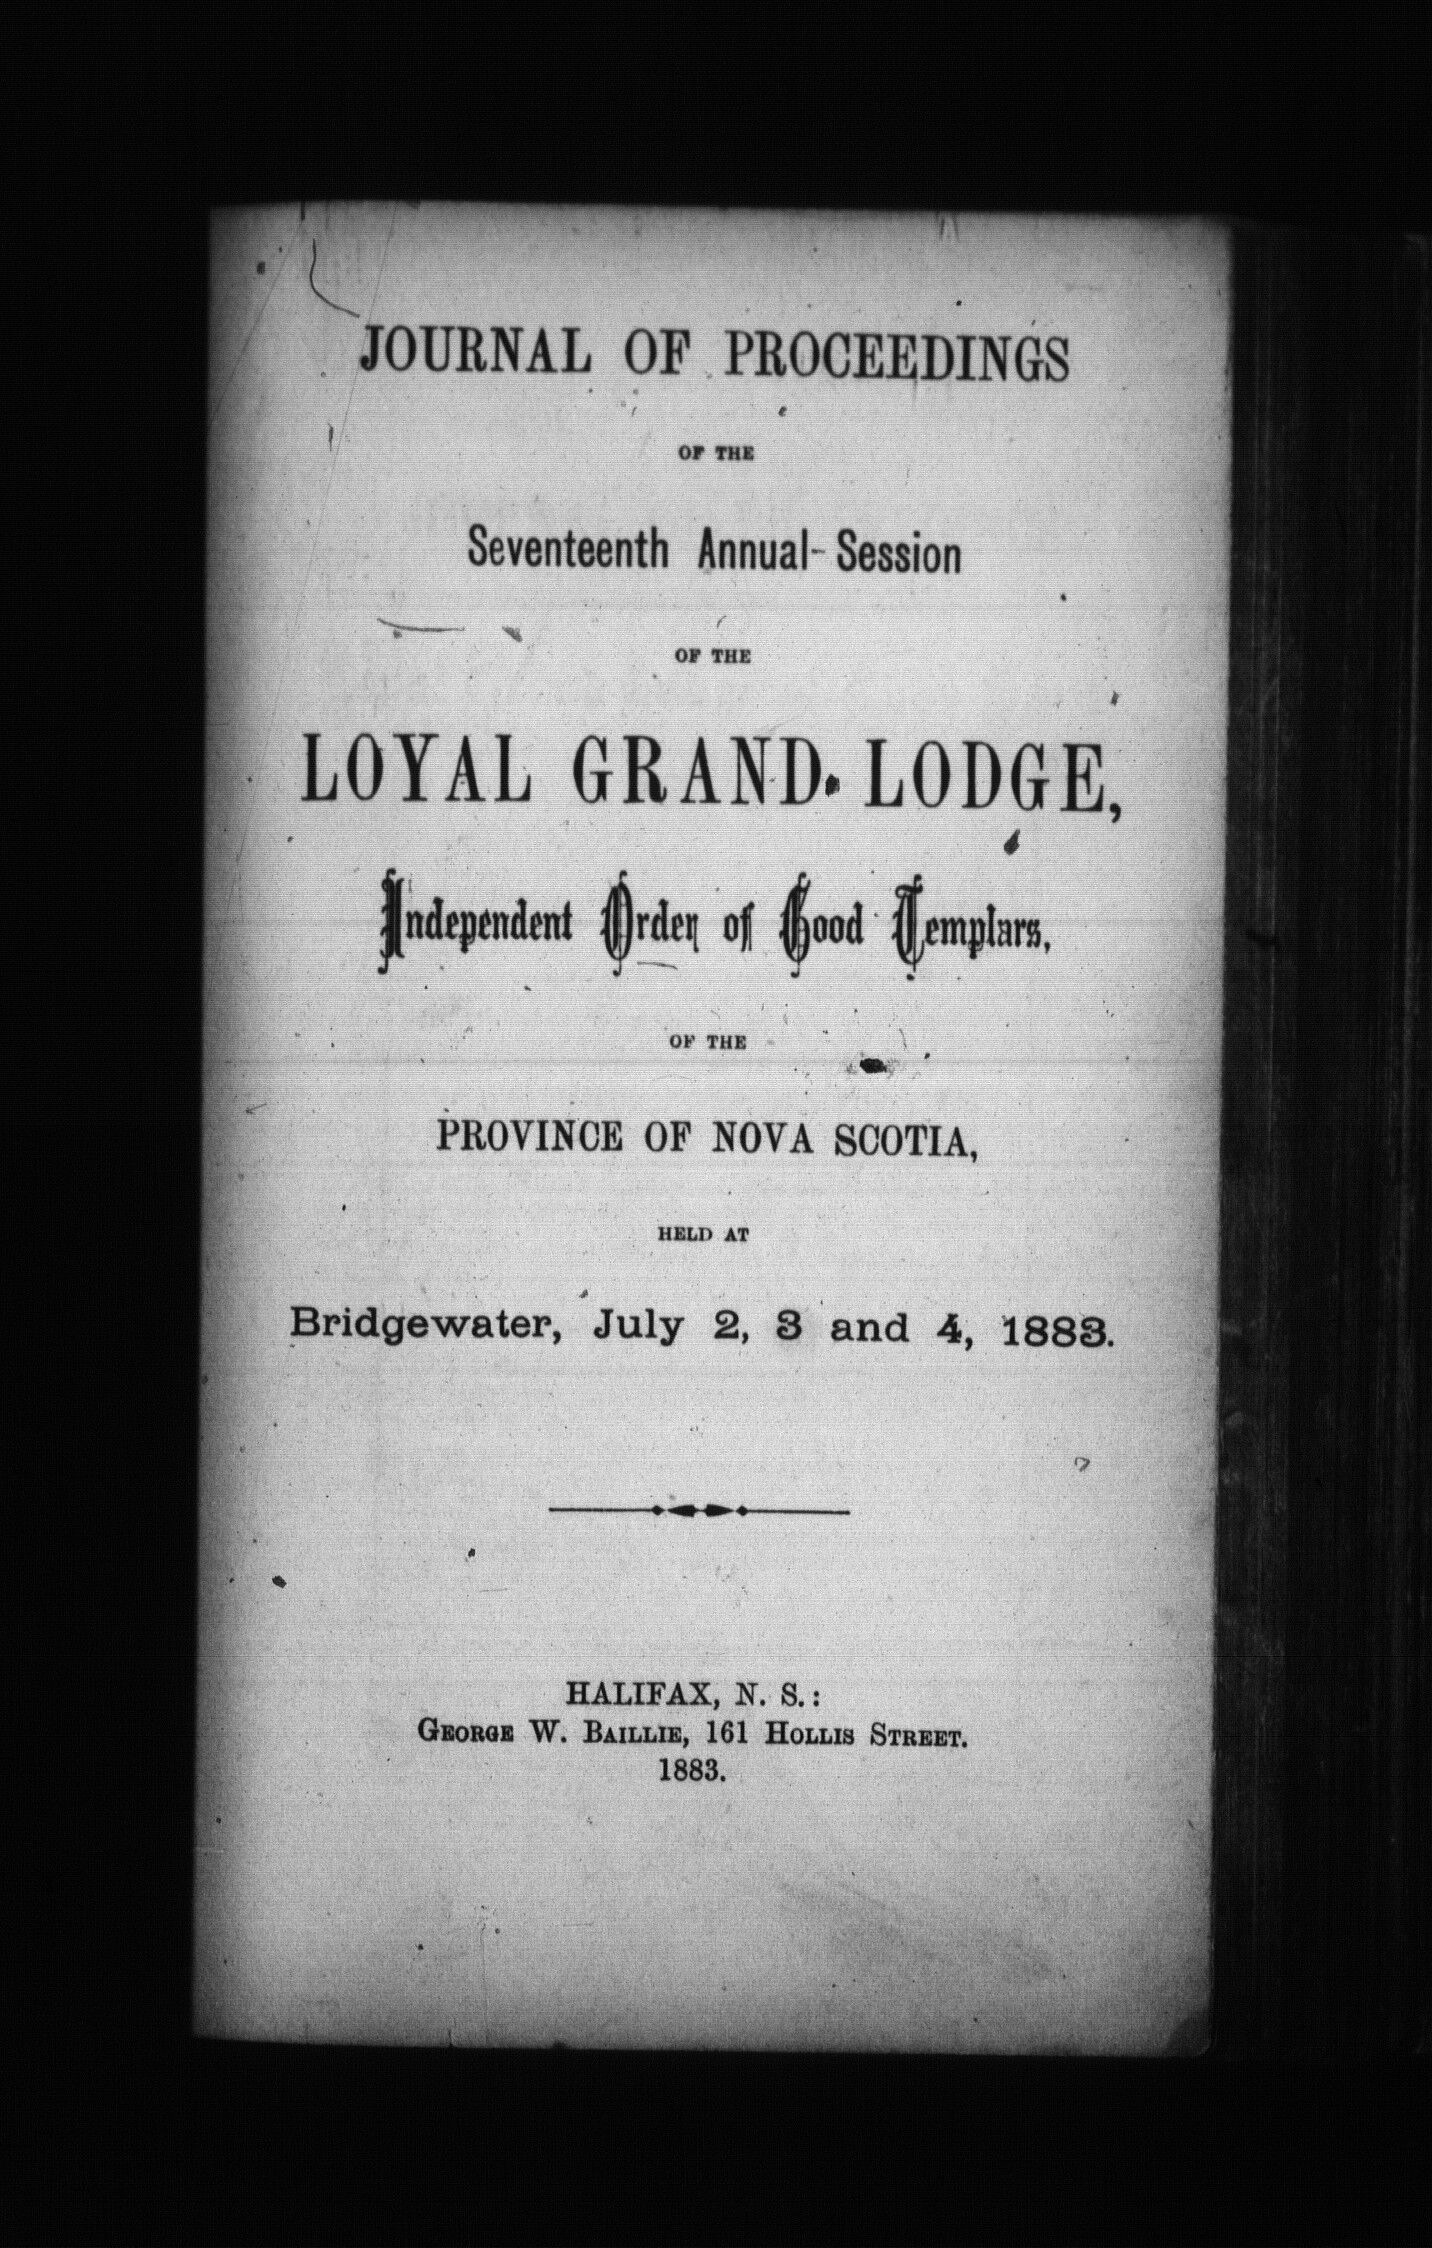 JOURNAL OF PROCEEDINGS
OF THE
Seventeenth Annual Session
OF THE
LOYAL GRAND LODGE,
Independent Order of Good Templars,
OF THE
PROVINCE OF NOVA SCOTIA,
HELD AT
Bridgewater, July 2, 3 and 4, 1883.
HALIFAX, N. S.:
GEORGE W. BAILLIE, 161 HOLLIS STREET.
1883.